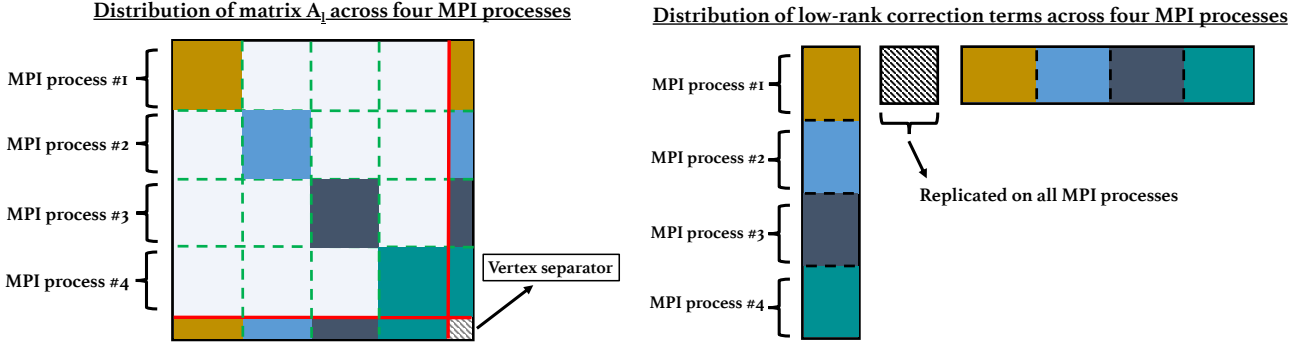 Distribution of matrix A_l across four MPI processes
MPI process #1
MPI process #2
MPI process #3
MPI process #4
Vertex separator
Distribution of low-rank correction terms across four MPI processes
MPI process #1
MPI process #2
MPI process #3
MPI process #4
Replicated on all MPI processes